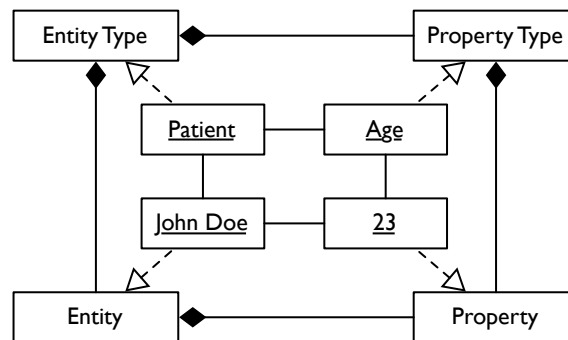 Entity Type
Property Type
Patient
Age
John Doe
23
Entity
Property